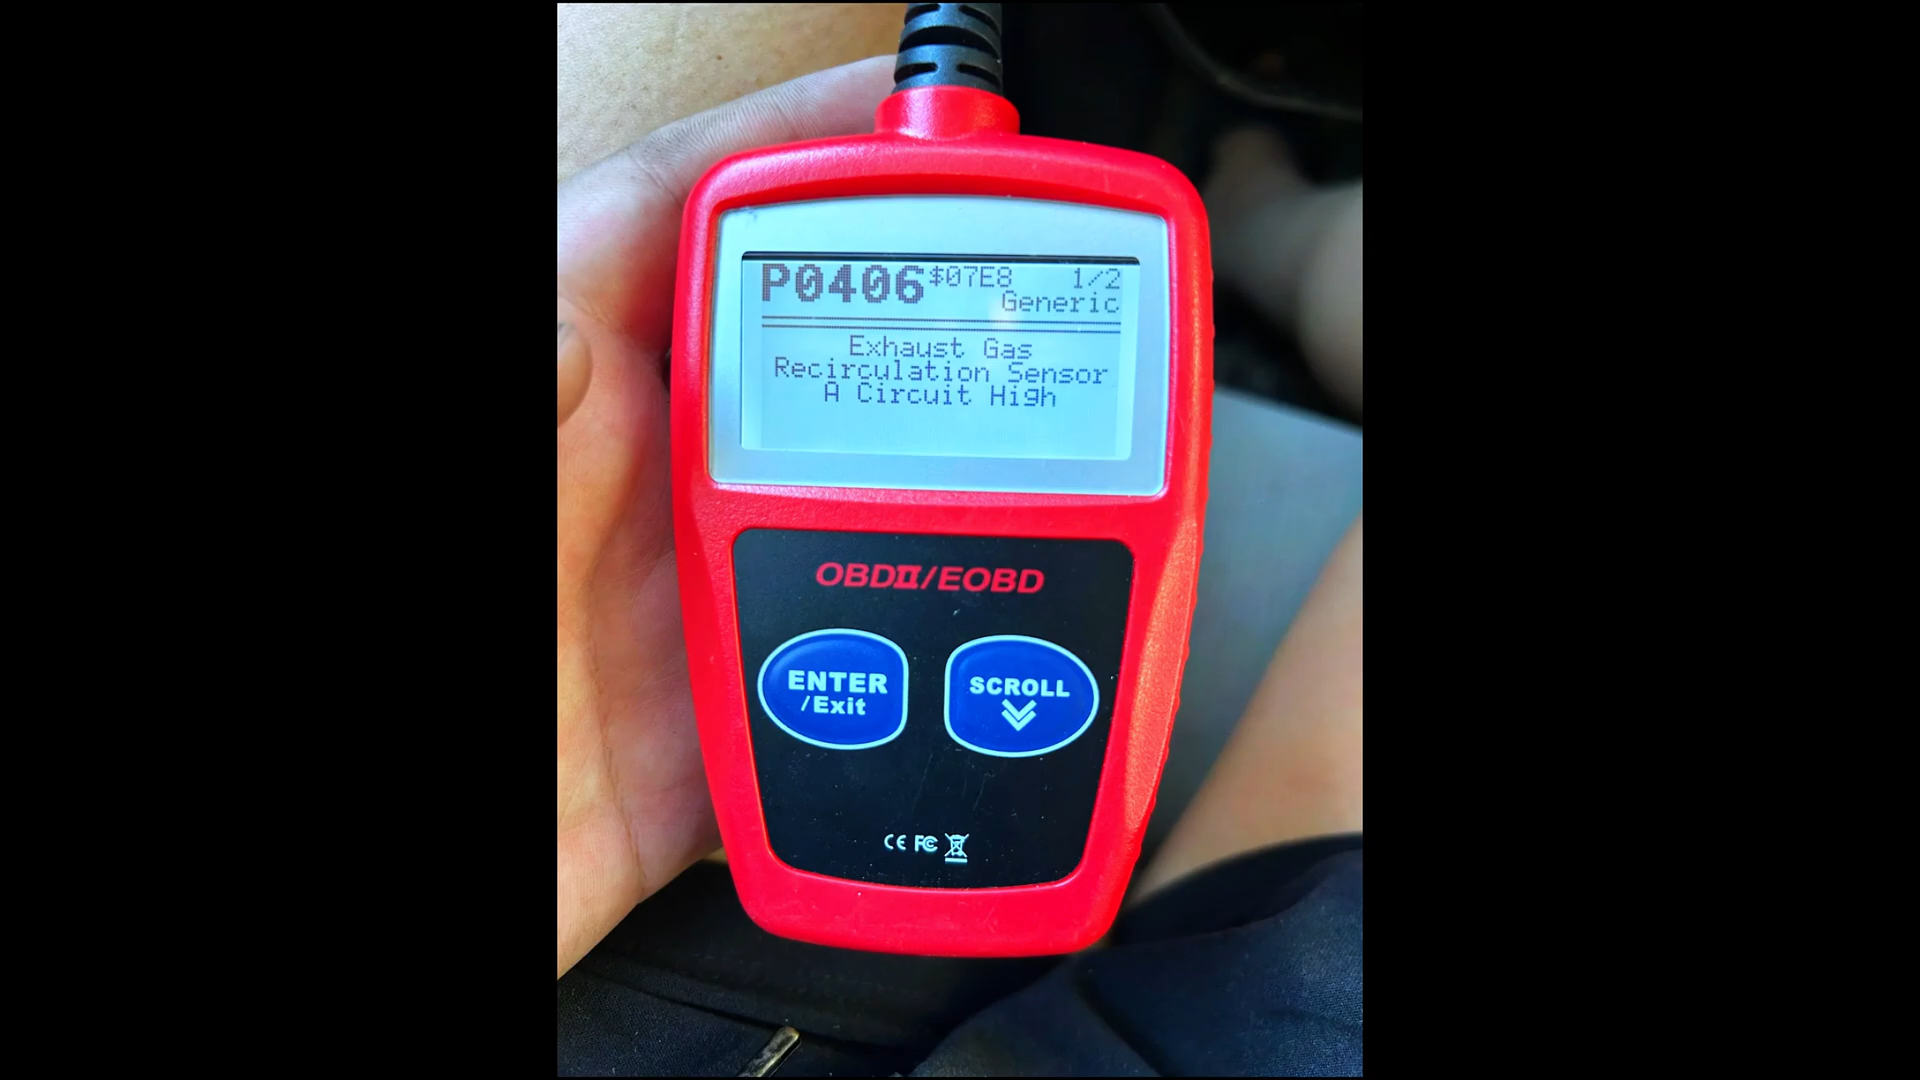 P0406 $07E8 1/2
Generic
Exhaust Gas
Recirculation Sensor
A Circuit High
OBDII/EOBD
ENTER
/Exit
SCROLL
CE FC